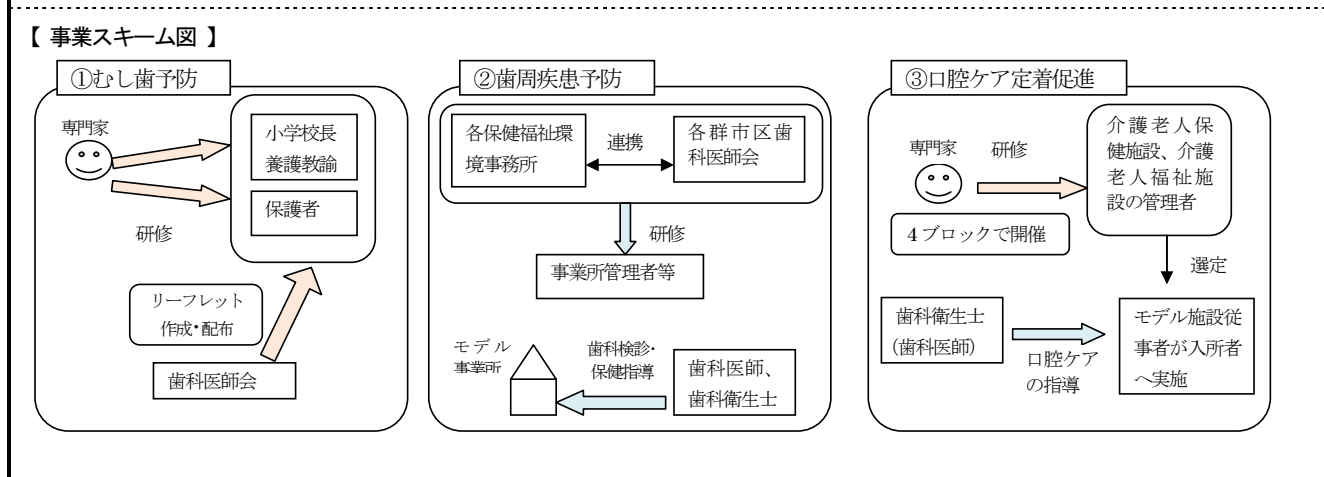 【 事業スキーム図 】
①むし歯予防
専門家
小学校長
養護教諭
保護者
研修
リーフレット
作成・配布
歯科医師会
②歯周疾患予防
各保健福祉環
境事務所
連携
各群市区歯
科医師会
研修
事業所管理者等
モデル
事業所
歯科検診・
保健指導
歯科医師、
歯科衛生士
③口腔ケア定着促進
専門家
研修
4ブロックで開催
介護老人保
健施設、介護
老人福祉施
設の管理者
選定
歯科衛生士
(歯科医師)
口腔ケア
の指導
モデル施設従
事者が入所者
へ実施